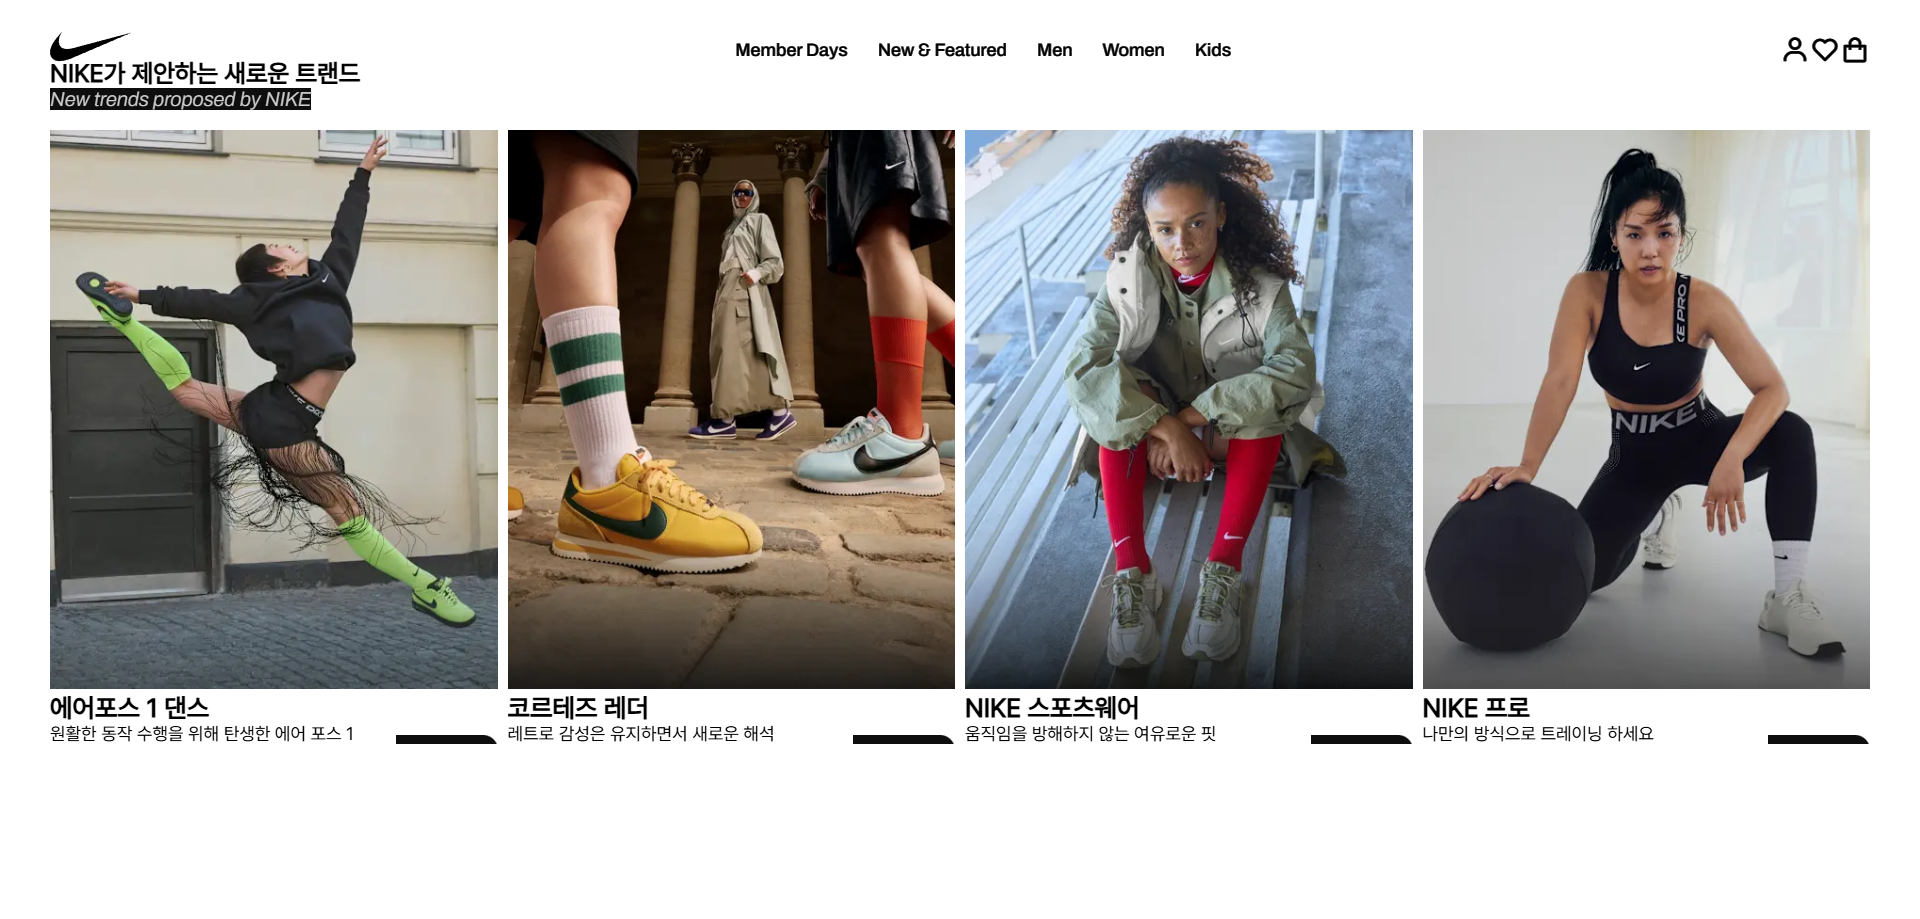 Member Days New & Featured Men Women Kids
NIKE가 제안하는 새로운 트랜드
New trends proposed by NIKE
KE PRO
NIKE
에어포스 1 댄스
원활한 동작 수행을 위해 탄생한 에어 포스 1
코르테즈 레더
레트로 감성은 유지하면서 새로운 해석
NIKE 스포츠웨어
움직임을 방해하지 않는 여유로운 핏
NIKE 프로
나만의 방식으로 트레이닝 하세요